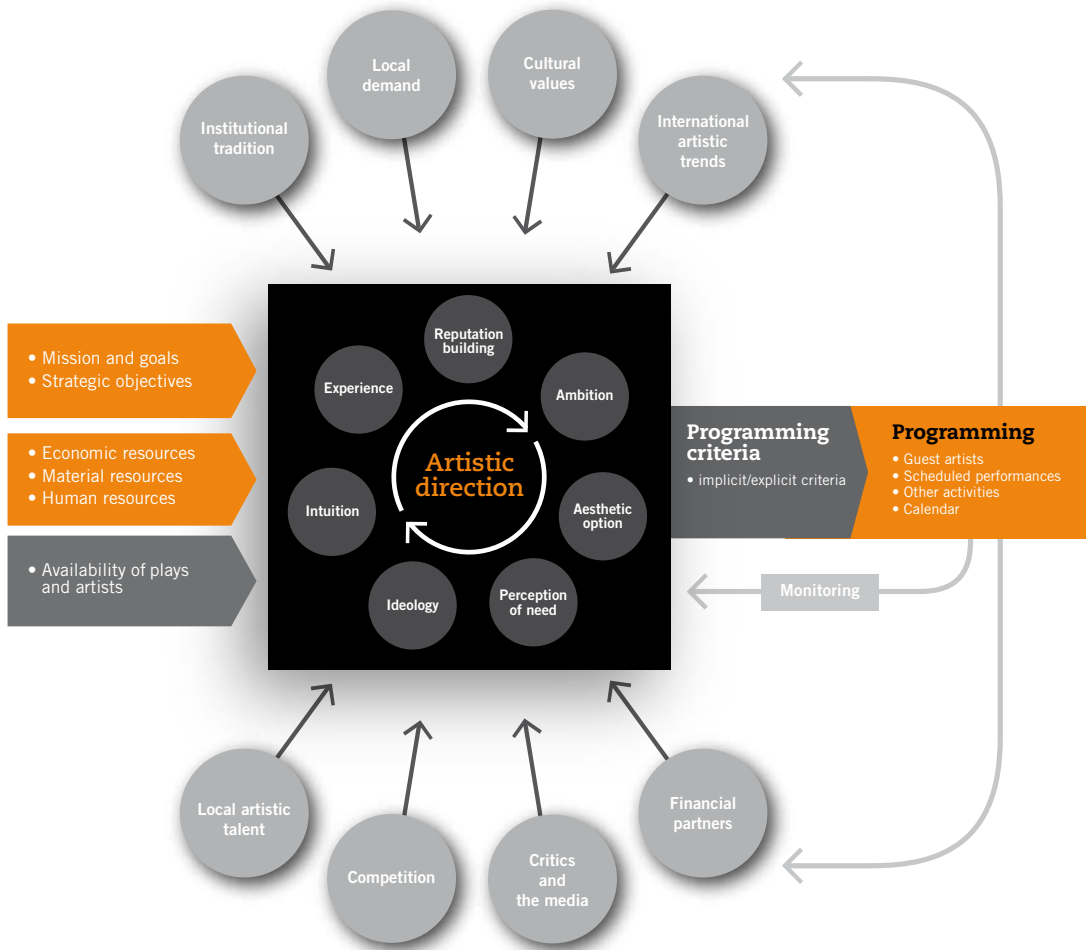 Local
demand
Cultural
values
Institutional
tradition
International
artistic
trends
Reputation
building
Experience
Ambition
• Mission and goals
• Strategic objectives
Artistic
direction
Programming
criteria
• implicit/explicit criteria
Programming
• Guest artists
• Scheduled performances
• Other activities
• Calendar
• Economic resources
• Material resources
• Human resources
Intuition
Aesthetic
option
• Availability of plays
and artists
Ideology
Perception
of need
Monitoring
Local artistic
talent
Financial
partners
Competition
Critics
and
the media